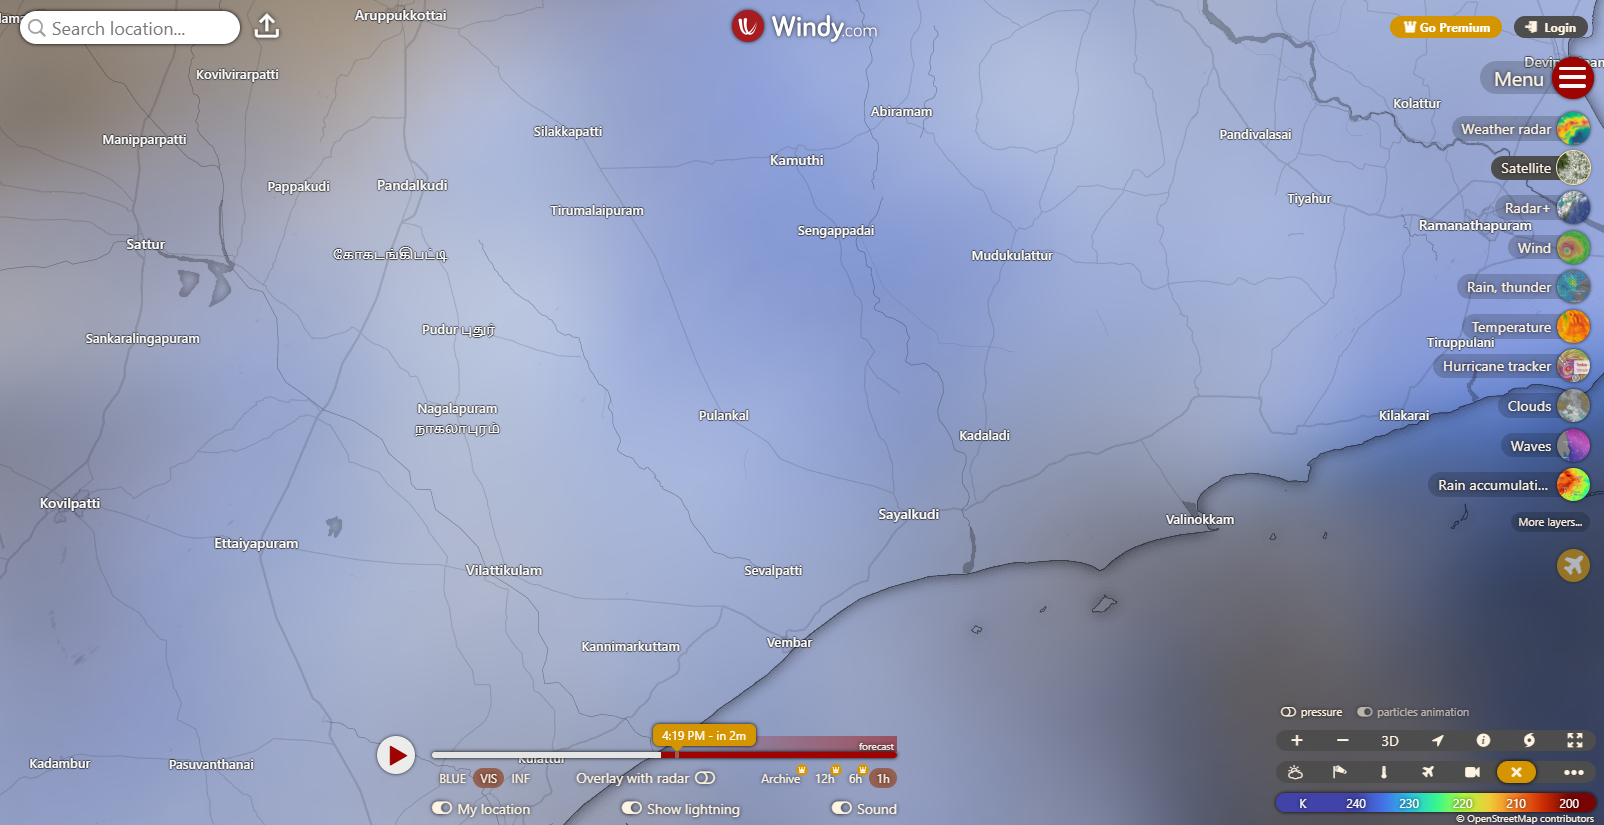 Search location...
Windy.com
Go Premium
Login
Menu
Weather radar
Satellite
Radar+
Wind
Rain, thunder
Temperature
Hurricane tracker
Clouds
Waves
Rain accumulati...
More layers...
Aruppukkottai
Kovilvirarpatti
Abiramam
Kolattur
Silakkapatti
Pandivalasai
Manipparpatti
Kamuthi
Pappakudi
Pandalkudi
Tiyahur
Tirumalaipuram
Ramanathapuram
Sengappadai
Sattur
கோகடங்கிபட்டி
Mudukulattur
Pudur புதுர்
Sankaralingapuram
Tiruppulani
Nagalapuram
நாகலாபுரம்
Pulankal
Kilakarai
Kadaladi
Kovilpatti
Sayalkudi
Valinokkam
Ettaiyapuram
Vilattikulam
Sevalpatti
Vembar
Kannimarkuttam
Kadambur
Pasuvanthanai
Kulattur
4:19 PM - in 2m
forecast
BLUE VIS INF
Overlay with radar
Archive 12h 6h 1h
My location
Show lightning
Sound
pressure
particles animation
3D
K 240 230 220 210 200
© OpenStreetMap contributors